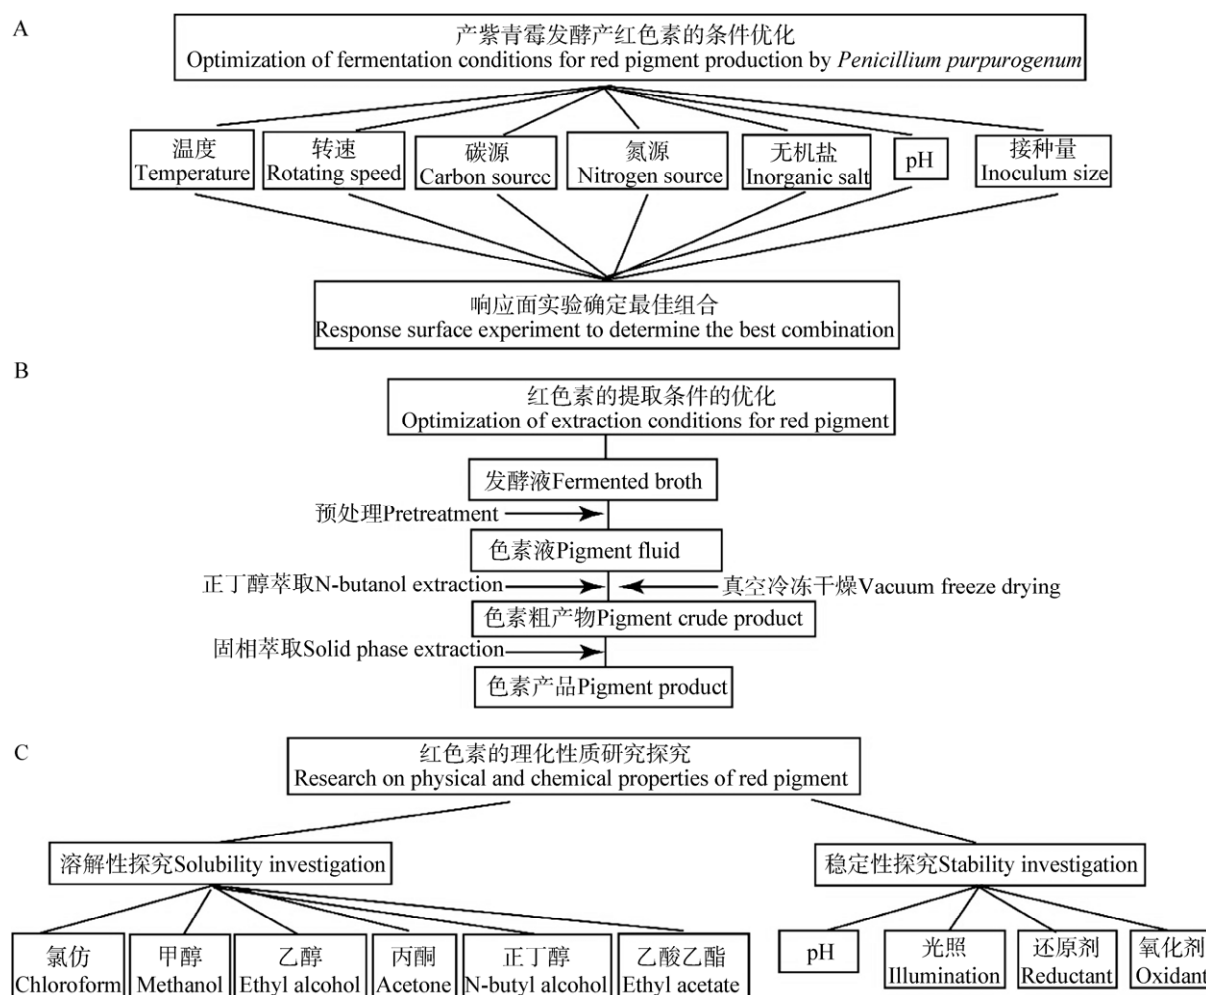 A
产紫青霉发酵产红色素的条件优化
Optimization of fermentation conditions for red pigment production by Penicillium purpurogenum
温度
Temperature
转速
Rotating speed
碳源
Carbon sourcc
氮源
Nitrogen source
无机盐
Inorganic salt
pH
接种量
Inoculum size
响应面实验确定最佳组合
Response surface experiment to determine the best combination
B
红色素的提取条件的优化
Optimization of extraction conditions for red pigment
发酵液Fermented broth
预处理Pretreatment
色素液Pigment fluid
正丁醇萃取N-butanol extraction
真空冷冻干燥Vacuum freeze drying
色素粗产物Pigment crude product
固相萃取Solid phase extraction
色素产品Pigment product
C
红色素的理化性质研究探究
Research on physical and chemical properties of red pigment
溶解性探究Solubility investigation
稳定性探究Stability investigation
氯仿
Chloroform
甲醇
Methanol
乙醇
Ethyl alcohol
丙酮
Acetone
正丁醇
N-butyl alcohol
乙酸乙酯
Ethyl acetate
pH
光照
Illumination
还原剂
Reductant
氧化剂
Oxidant